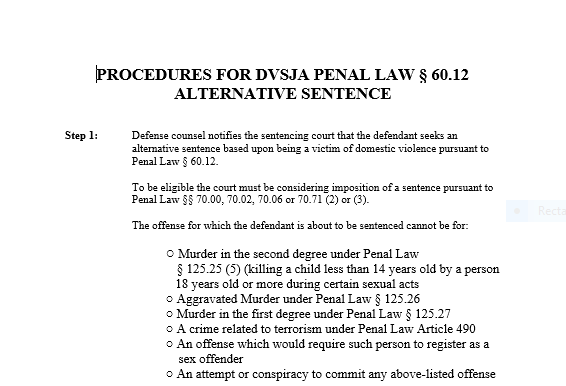 PROCEDURES FOR DVSJA PENAL LAW § 60.12
ALTERNATIVE SENTENCE
Step 1: Defense counsel notifies the sentencing court that the defendant seeks an
alternative sentence based upon being a victim of domestic violence pursuant to
Penal Law § 60.12.
To be eligible the court must be considering imposition of a sentence pursuant to
Penal Law §§ 70.00, 70.02, 70.06 or 70.71 (2) or (3).
The offense for which the defendant is about to be sentenced cannot be for:
○ Murder in the second degree under Penal Law
§ 125.25 (5) (killing a child less than 14 years old by a person
18 years old or more during certain sexual acts
○ Aggravated Murder under Penal Law § 125.26
○ Murder in the first degree under Penal Law § 125.27
○ A crime related to terrorism under Penal Law Article 490
○ An offense which would require such person to register as a
sex offender
○ An attempt or conspiracy to commit any above-listed offense